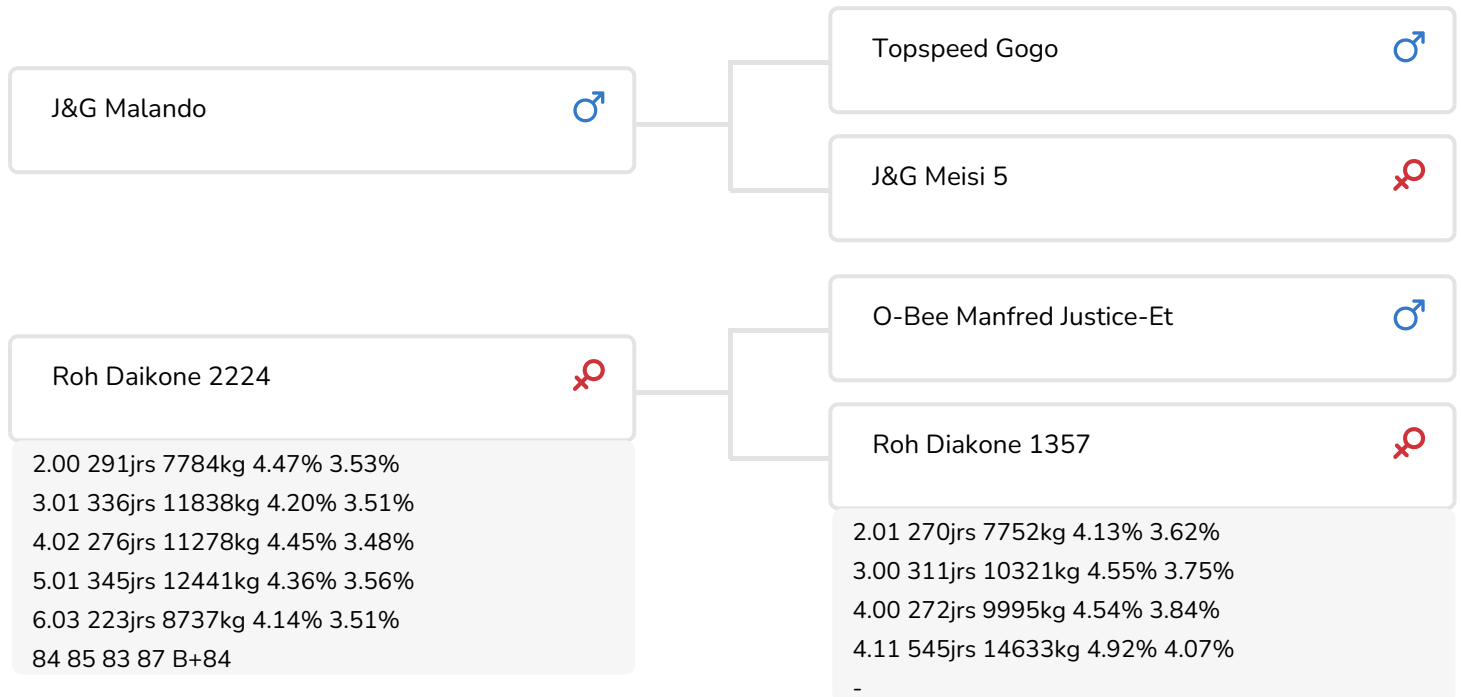 J&G Malando
Topspeed Gogo
J&G Meisi 5
Roh Daikone 2224
2.00 291jrs 7784kg 4.47% 3.53%
3.01 336jrs 11838kg 4.20% 3.51%
4.02 276jrs 11278kg 4.45% 3.48%
5.01 345jrs 12441kg 4.36% 3.56%
6.03 223jrs 8737kg 4.14% 3.51%
84 85 83 87 B+84
O-Bee Manfred Justice-Et
Roh Diakone 1357
2.01 270jrs 7752kg 4.13% 3.62%
3.00 311jrs 10321kg 4.55% 3.75%
4.00 272jrs 9995kg 4.54% 3.84%
4.11 545jrs 14633kg 4.92% 4.07%
-